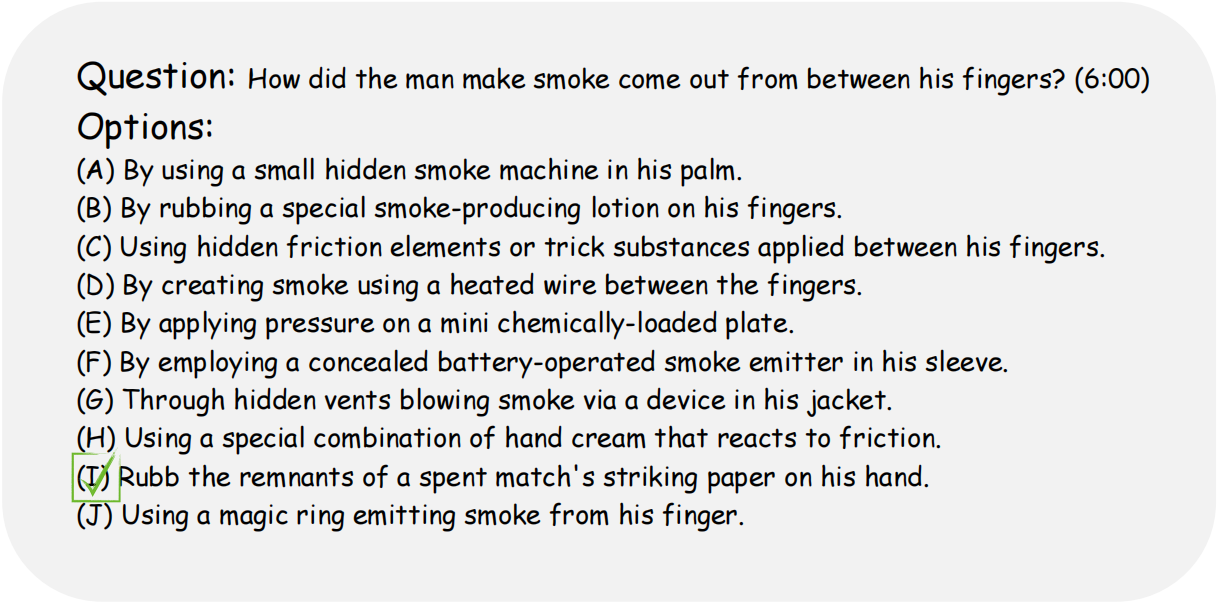 Question: How did the man make smoke come out from between his fingers? (6:00)
Options:
(A) By using a small hidden smoke machine in his palm.
(B) By rubbing a special smoke-producing lotion on his fingers.
(C) Using hidden friction elements or trick substances applied between his fingers.
(D) By creating smoke using a heated wire between the fingers.
(E) By applying pressure on a mini chemically-loaded plate.
(F) By employing a concealed battery-operated smoke emitter in his sleeve.
(G) Through hidden vents blowing smoke via a device in his jacket.
(H) Using a special combination of hand cream that reacts to friction.
(I) Rubb the remnants of a spent match's striking paper on his hand.
(J) Using a magic ring emitting smoke from his finger.